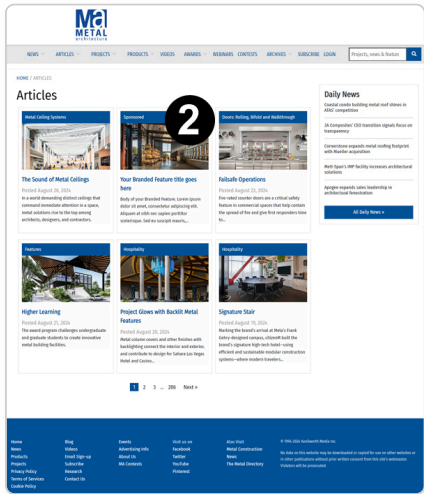 Ma
METAL
architecture
NEWS
ARTICLES
PROJECTS
PRODUCTS
VIDEOS
AWARDS
WEBINARS
CONTESTS
ARCHIVES
SUBSCRIBE
LOGIN
Projects, news & features
HOME / ARTICLES
Articles
Metal Ceiling Systems
The Sound of Metal Ceilings
Posted August 26, 2024
In a world demanding distinct ceilings that
command immediate attention in a space,
metal solutions rise to the top among
architects, designers, and contractors.
Sponsored
2
Your Branded Feature title goes
here
Body of your Branded Feature. Lorem ipsum
dolor sit amet, consectetur adipiscing elit.
Aliquam at nibh nec sapien porttitor
scelerisque. Sed eu suscipit mauris,...
Doors: Rolling, Bifold and Walkthrough
Failsafe Operations
Posted August 22, 2024
Fire-rated counter doors are a critical safety
feature in commercial spaces that help contain
the spread of fire and give first responders time
to...
Features
Higher Learning
Posted August 21, 2024
The award program challenges undergraduate
and graduate students to create innovative
metal building facilities.
Hospitality
Project Glows with Backlit Metal
Features
Posted August 20, 2024
Metal column covers and other finishes with
backlighting connect the interior and exterior,
and contribute to design for Sahara Las Vegas
Hotel and Casino...
Hospitality
Signature Stair
Posted August 19, 2024
Marking the brand's arrival at Melo's Frank
Gehry-designed campus, citizenM built the
brand's signature high-tech hotel—using
efficient and sustainable modular construction
systems—where modern travelers...
1 2 3 ... 206 Next »
Daily News
Coastal condo building metal roof shines in
ATAS' competition
3A Composites' CEO transition signals focus on
transparency
Cornerstone expands metal roofing footprint
with Mueller acquisition
Metl-Span's IMP facility increases architectural
solutions
Apogee expands sales leadership in
architectural fenestration
All Daily News »
Home
News
Products
Projects
Privacy Policy
Terms of Services
Cookie Policy
Blog
Videos
Email Sign-up
Subscribe
Research
Contact Us
Events
Advertising Info
About Us
MA Contests
Visit us on
Facebook
Twitter
YouTube
Pinterest
Also Visit
Metal Construction
News
The Metal Directory
© 1994-2024 Kenilworth Media Inc.
No data on this website may be downloaded or copied for use on other websites or
in other publications without prior written consent from this site's webmaster.
Violators will be prosecuted.